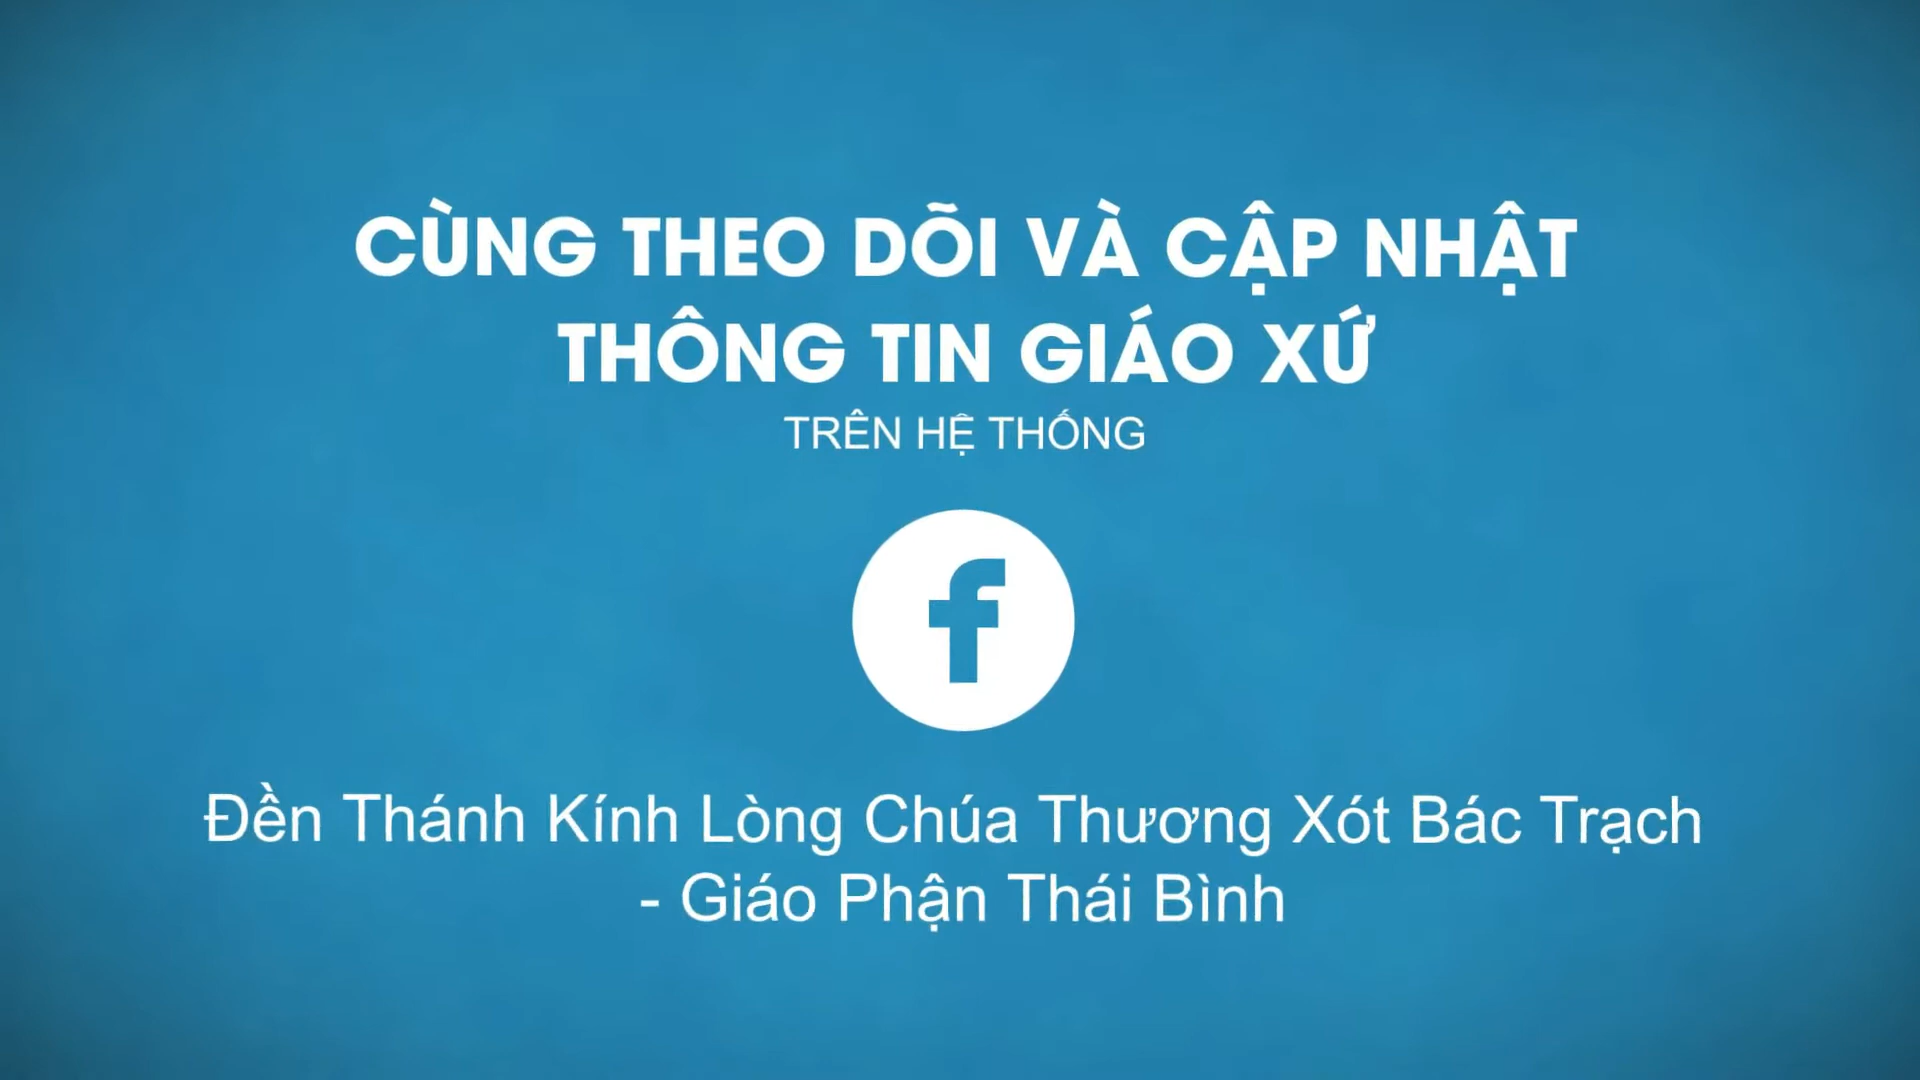 CÙNG THEO DÕI VÀ CẬP NHẬT
THÔNG TIN GIÁO XỨ
TRÊN HỆ THỐNG
f
Đền Thánh Kính Lòng Chúa Thương Xót Bác Trạch
- Giáo Phận Thái Bình